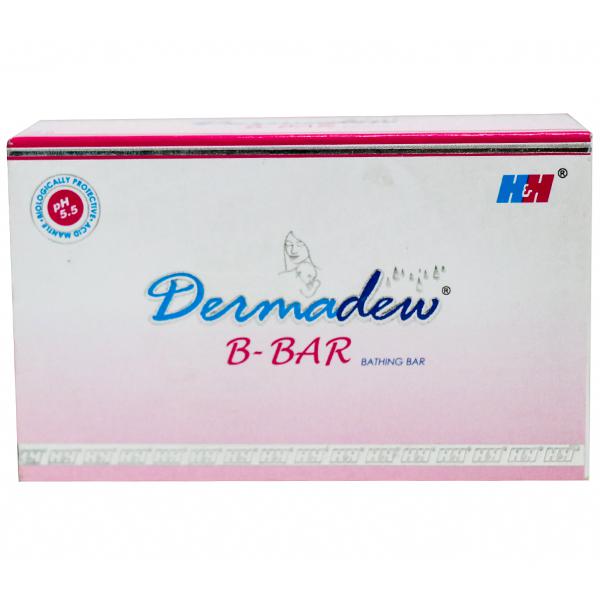 H&H®
BIOLOGICALLY PROTECTIVE • ACID MANTLE •
pH
5.5
Dermadew®
B-BAR BATHING BAR
H&H® H&H® H&H® H&H® H&H® H&H® H&H® H&H® H&H® H&H® H&H® H&H® H&H®